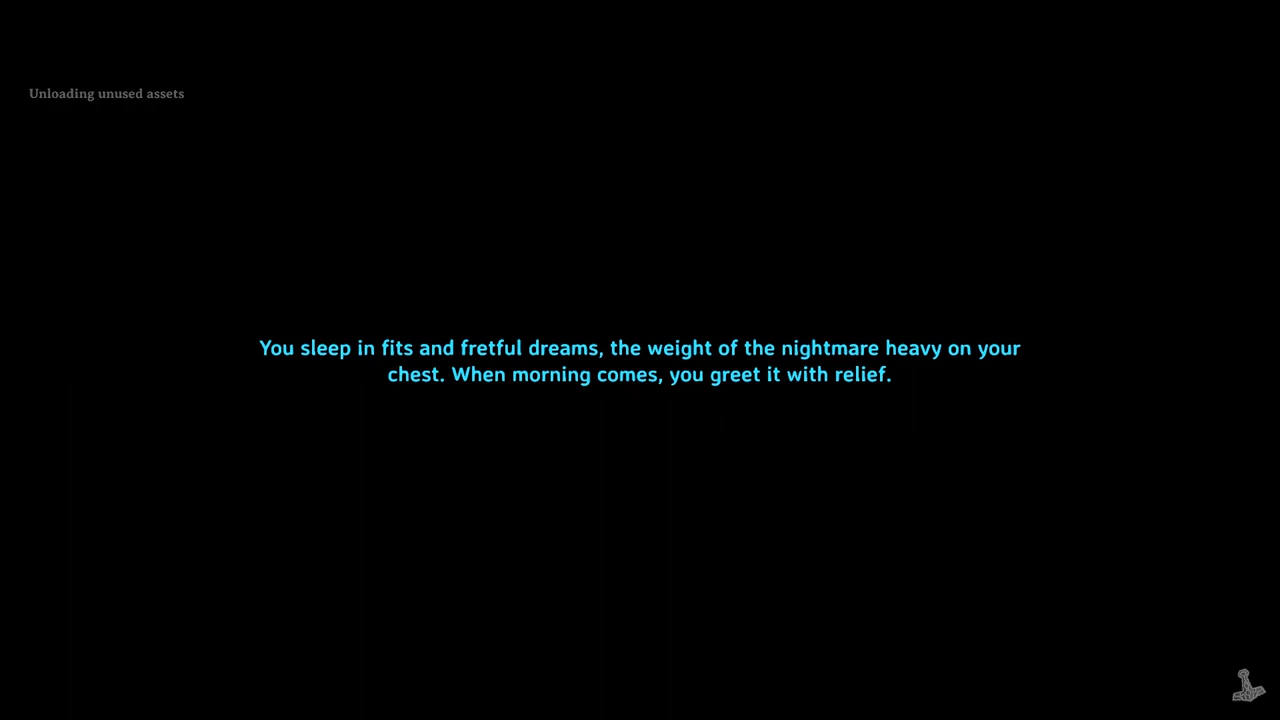 Unloading unused assets
You sleep in fits and fretful dreams, the weight of the nightmare heavy on your
chest. When morning comes, you greet it with relief.